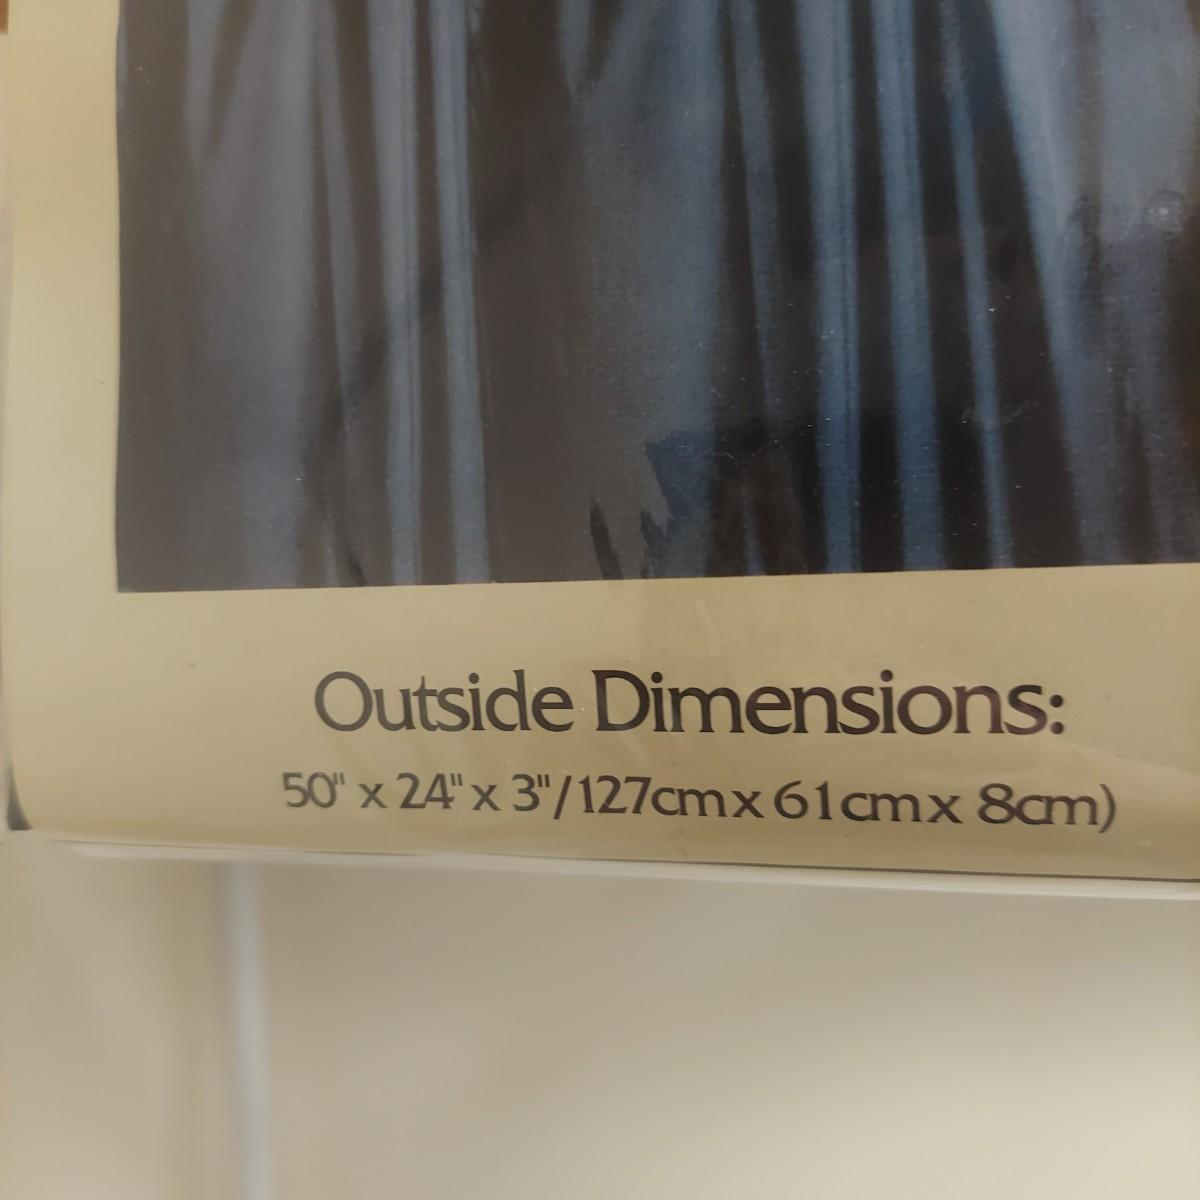 Outside Dimensions:
50" x 24" x 3"/127cm x 61cm x 8cm)